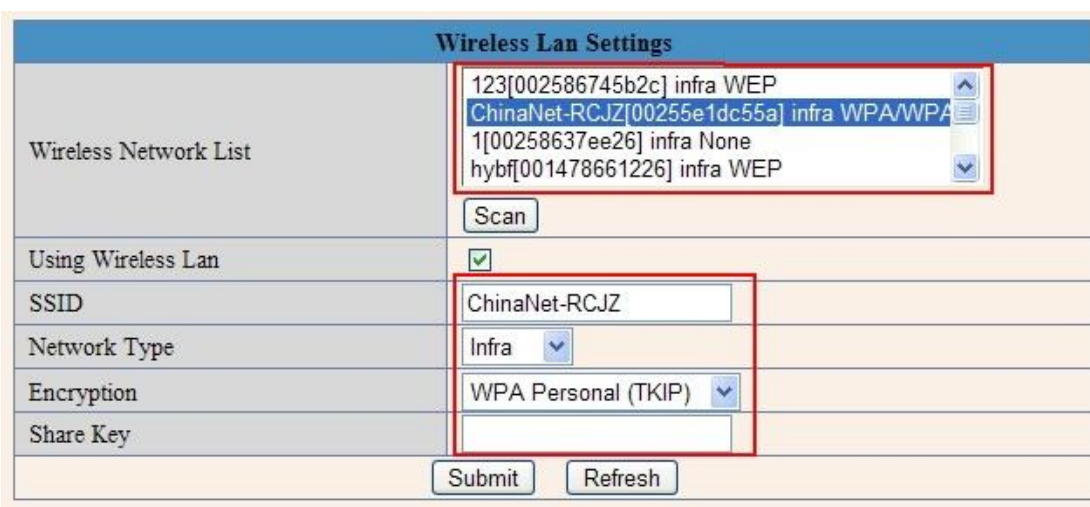 Wireless Lan Settings
Wireless Network List
123[002586745b2c] infra WEP
ChinaNet-RCJZ[00255e1dc55a] infra WPA/WPA
1[00258637ee26] infra None
hybf[001478661226] infra WEP
Scan
Using Wireless Lan
SSID ChinaNet-RCJZ
Network Type Infra
Encryption WPA Personal (TKIP)
Share Key
Submit Refresh